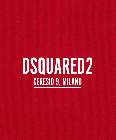 DSQUARED2
CERESIO 9, MILANO